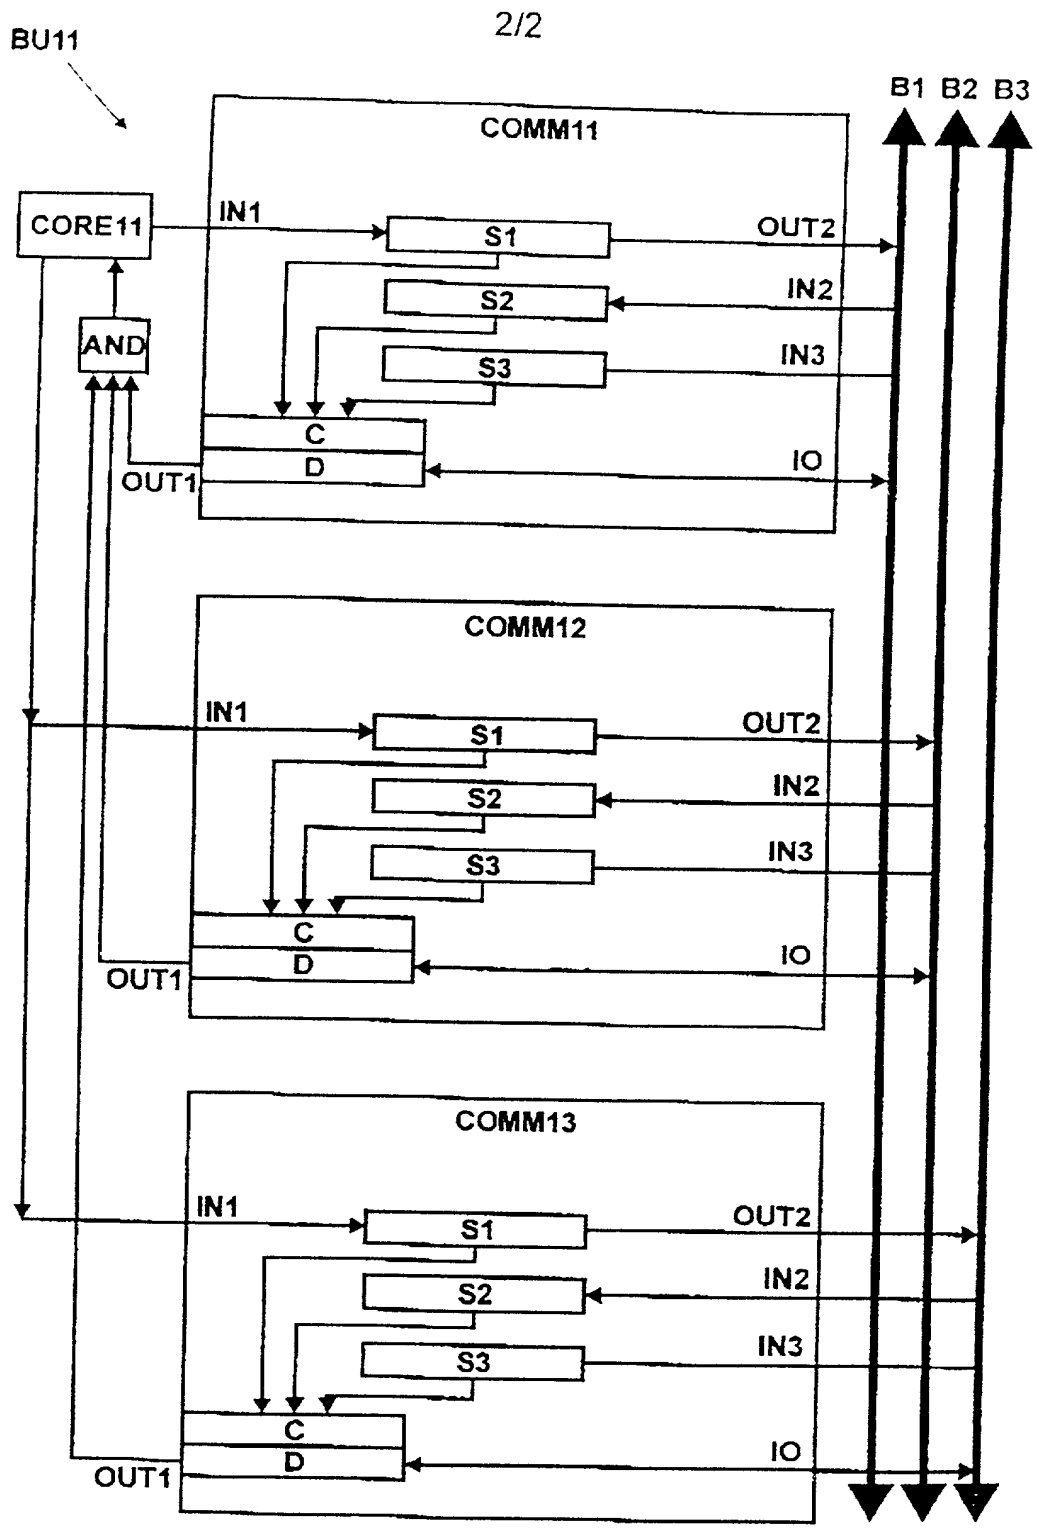 2/2
BU11
B1 B2 B3
COMM11
CORE11
IN1
S1
OUT2
S2
IN2
AND
S3
IN3
C
D
IO
OUT1
COMM12
IN1
S1
OUT2
S2
IN2
S3
IN3
C
D
IO
OUT1
COMM13
IN1
S1
OUT2
S2
IN2
S3
IN3
C
D
IO
OUT1